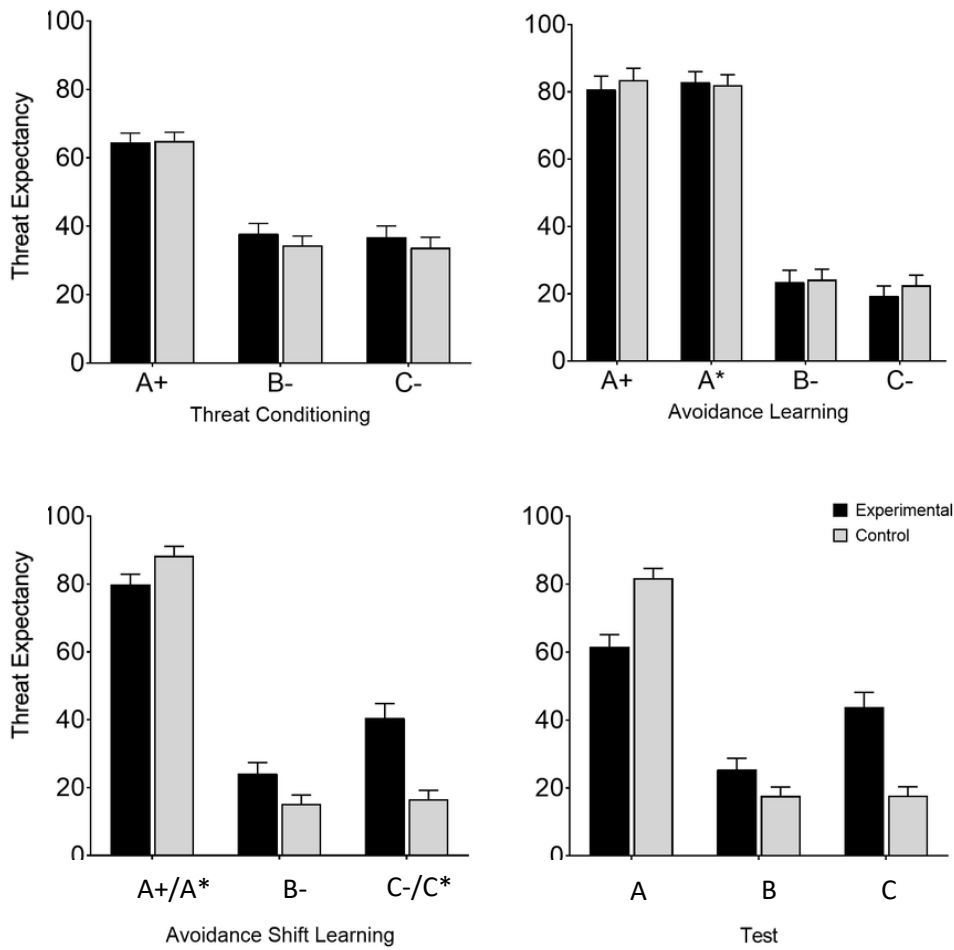 Threat Expectancy
100
80
60
40
20
0
A+ B- C-
Threat Conditioning
100
80
60
40
20
0
A+ A* B- C-
Avoidance Learning
Threat Expectancy
100
80
60
40
20
0
A+/A* B- C-/C*
Avoidance Shift Learning
Experimental
Control
100
80
60
40
20
0
A B C
Test